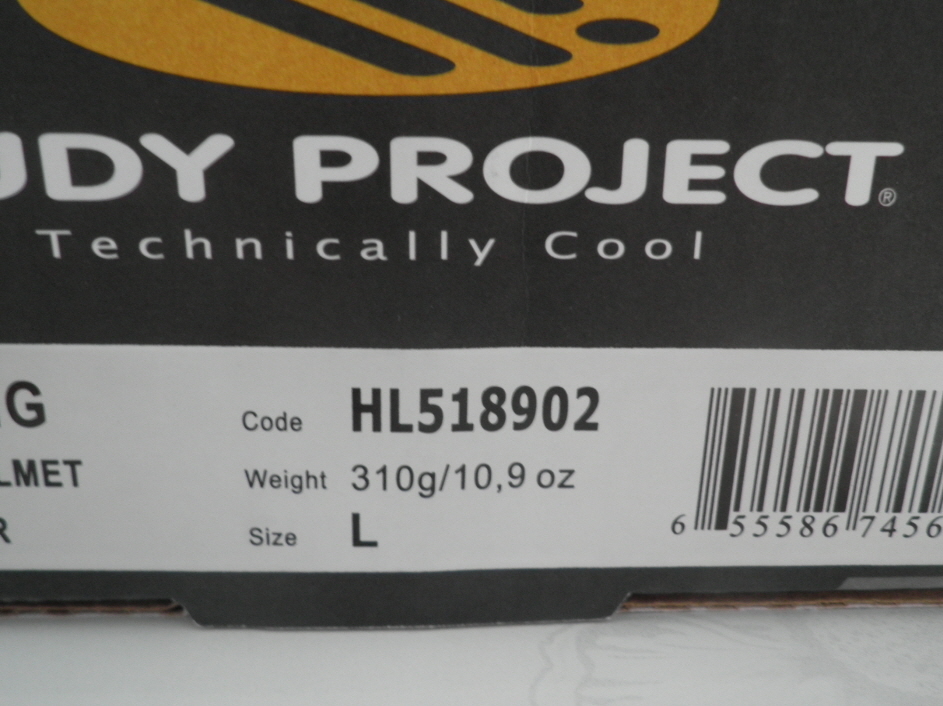 UDY PROJECT®
Technically Cool
G
Code HL518902
LMET
Weight 310g/10,9 oz
R
Size L
6 55586 7456